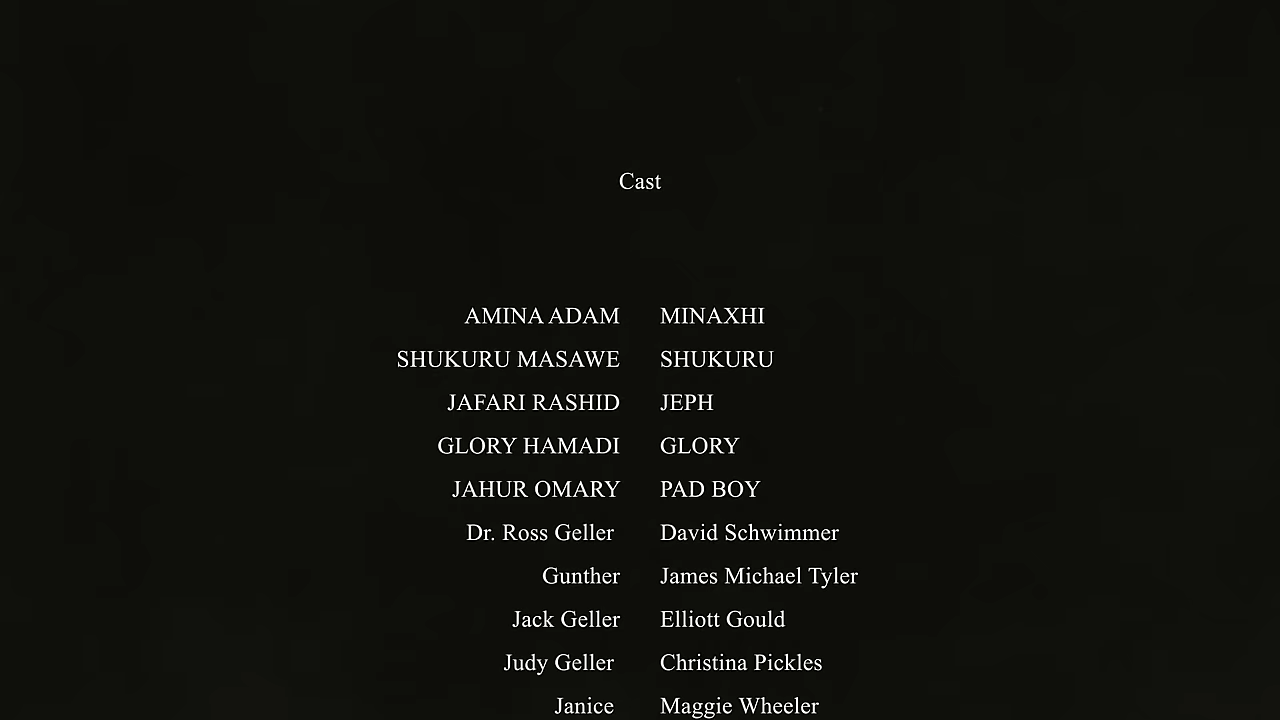 Cast
AMINA ADAM MINAXHI
SHUKURU MASAWE SHUKURU
JAFARI RASHID JEPH
GLORY HAMADI GLORY
JAHUR OMARY PAD BOY
Dr. Ross Geller David Schwimmer
Gunther James Michael Tyler
Jack Geller Elliott Gould
Judy Geller Christina Pickles
Janice Maggie Wheeler